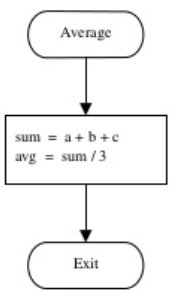 Average
sum = a + b + c
avg = sum / 3
Exit